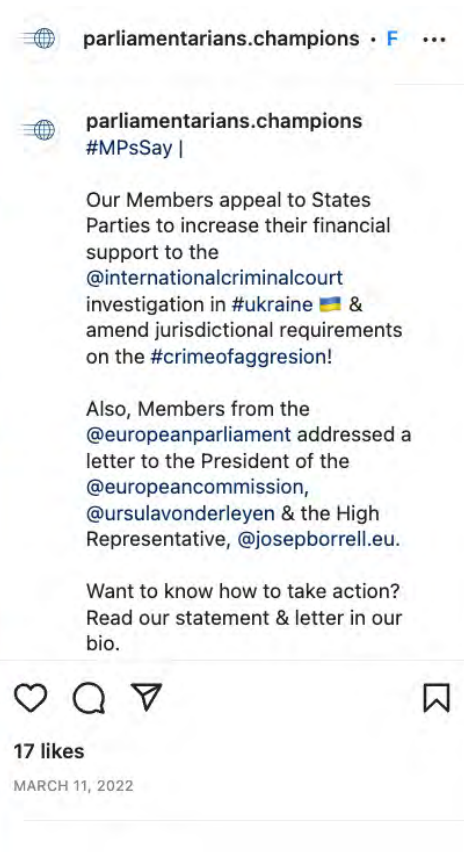 parliamentarians.champions · F ...
parliamentarians.champions
#MPsSay |
Our Members appeal to States
Parties to increase their financial
support to the
@internationalcriminalcourt
investigation in #ukraine 🇺🇦 &
amend jurisdictional requirements
on the #crimeofaggresion!
Also, Members from the
@europeanparliament addressed a
letter to the President of the
@europeancommission,
@ursulavonderleyen & the High
Representative, @josepborrell.eu.
Want to know how to take action?
Read our statement & letter in our
bio.
17 likes
MARCH 11, 2022